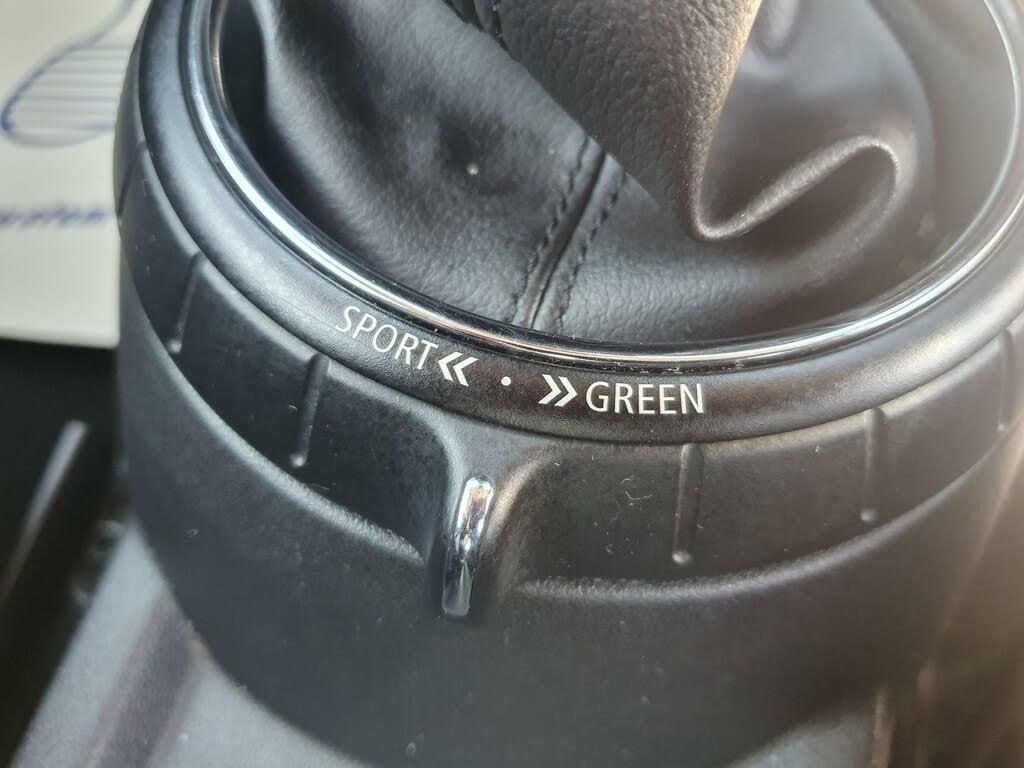 SPORT « • » GREEN